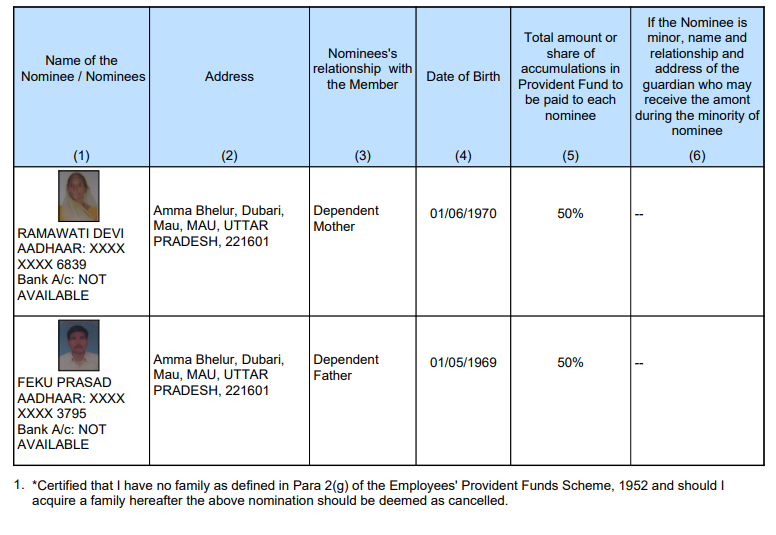 Name of the
Nominee / Nominees
(1)
Address
(2)
Nominees's
relationship with
the Member
(3)
Date of Birth
(4)
Total amount or
share of
accumulations in
Provident Fund to
be paid to each
nominee
(5)
If the Nominee is
minor, name and
relationship and
address of the
guardian who may
receive the amont
during the minority of
nominee
(6)
RAMAWATI DEVI
AADHAAR: XXXX
XXXX 6839
Bank A/c: NOT
AVAILABLE
Amma Bhelur, Dubari,
Mau, MAU, UTTAR
PRADESH, 221601
Dependent
Mother
01/06/1970
50%
--
FEKU PRASAD
AADHAAR: XXXX
XXXX 3795
Bank A/c: NOT
AVAILABLE
Amma Bhelur, Dubari,
Mau, MAU, UTTAR
PRADESH, 221601
Dependent
Father
01/05/1969
50%
--
1. *Certified that I have no family as defined in Para 2(g) of the Employees' Provident Funds Scheme, 1952 and should I
acquire a family hereafter the above nomination should be deemed as cancelled.